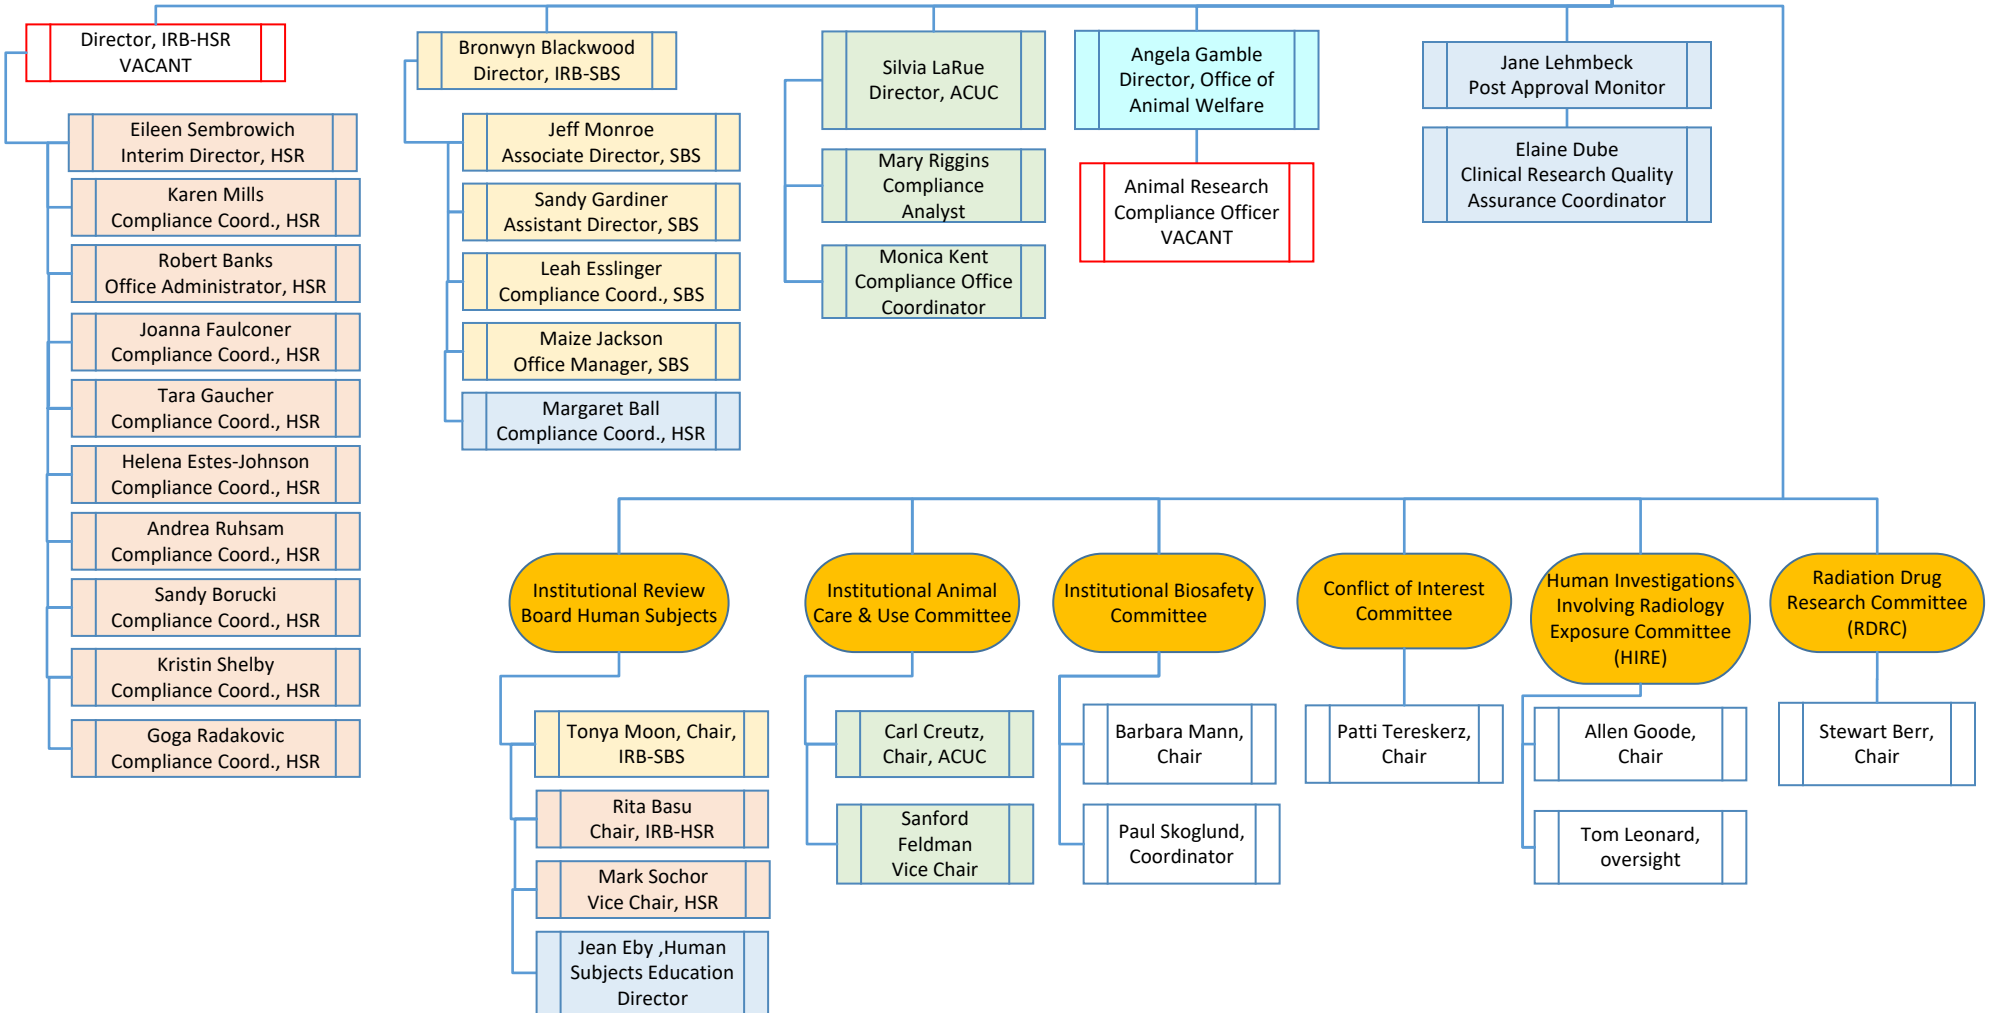 Director, IRB-HSR
VACANT
Eileen Sembrowich
Interim Director, HSR
Karen Mills
Compliance Coord., HSR
Robert Banks
Office Administrator, HSR
Joanna Faulconer
Compliance Coord., HSR
Tara Gaucher
Compliance Coord., HSR
Helena Estes-Johnson
Compliance Coord., HSR
Andrea Ruhsam
Compliance Coord., HSR
Sandy Borucki
Compliance Coord., HSR
Kristin Shelby
Compliance Coord., HSR
Goga Radakovic
Compliance Coord., HSR
Bronwyn Blackwood
Director, IRB-SBS
Jeff Monroe
Associate Director, SBS
Sandy Gardiner
Assistant Director, SBS
Leah Esslinger
Compliance Coord., SBS
Maize Jackson
Office Manager, SBS
Margaret Ball
Compliance Coord., HSR
Silvia LaRue
Director, ACUC
Mary Riggins
Compliance
Analyst
Monica Kent
Compliance Office
Coordinator
Angela Gamble
Director, Office of
Animal Welfare
Animal Research
Compliance Officer
VACANT
Jane Lehmbeck
Post Approval Monitor
Elaine Dube
Clinical Research Quality
Assurance Coordinator
Institutional Review
Board Human Subjects
Tonya Moon, Chair,
IRB-SBS
Rita Basu
Chair, IRB-HSR
Mark Sochor
Vice Chair, HSR
Jean Eby ,Human
Subjects Education
Director
Institutional Animal
Care & Use Committee
Carl Creutz,
Chair, ACUC
Sanford
Feldman
Vice Chair
Institutional Biosafety
Committee
Barbara Mann,
Chair
Paul Skoglund,
Coordinator
Conflict of Interest
Committee
Patti Tereskerz,
Chair
Human Investigations
Involving Radiology
Exposure Committee
(HIRE)
Allen Goode,
Chair
Tom Leonard,
oversight
Radiation Drug
Research Committee
(RDRC)
Stewart Berr,
Chair